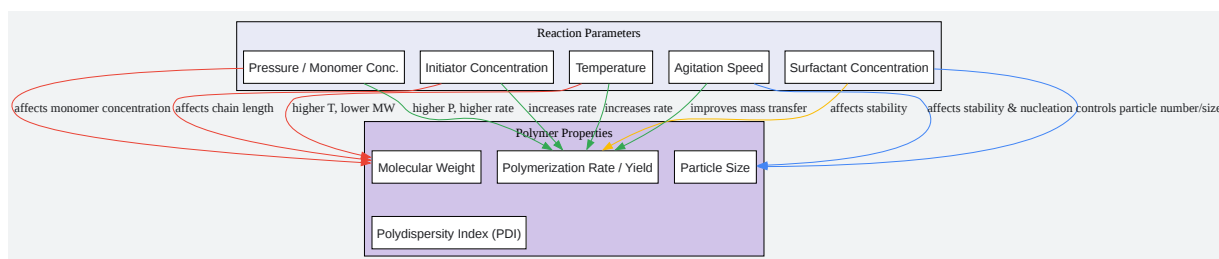 Reaction Parameters
Pressure / Monomer Conc.
Initiator Concentration
Temperature
Agitation Speed
Surfactant Concentration
affects monomer concentration
affects chain length
higher T, lower MW
higher P, higher rate
increases rate
increases rate
improves mass transfer
affects stability
affects stability & nucleation
controls particle number/size
Polymer Properties
Molecular Weight
Polymerization Rate / Yield
Particle Size
Polydispersity Index (PDI)